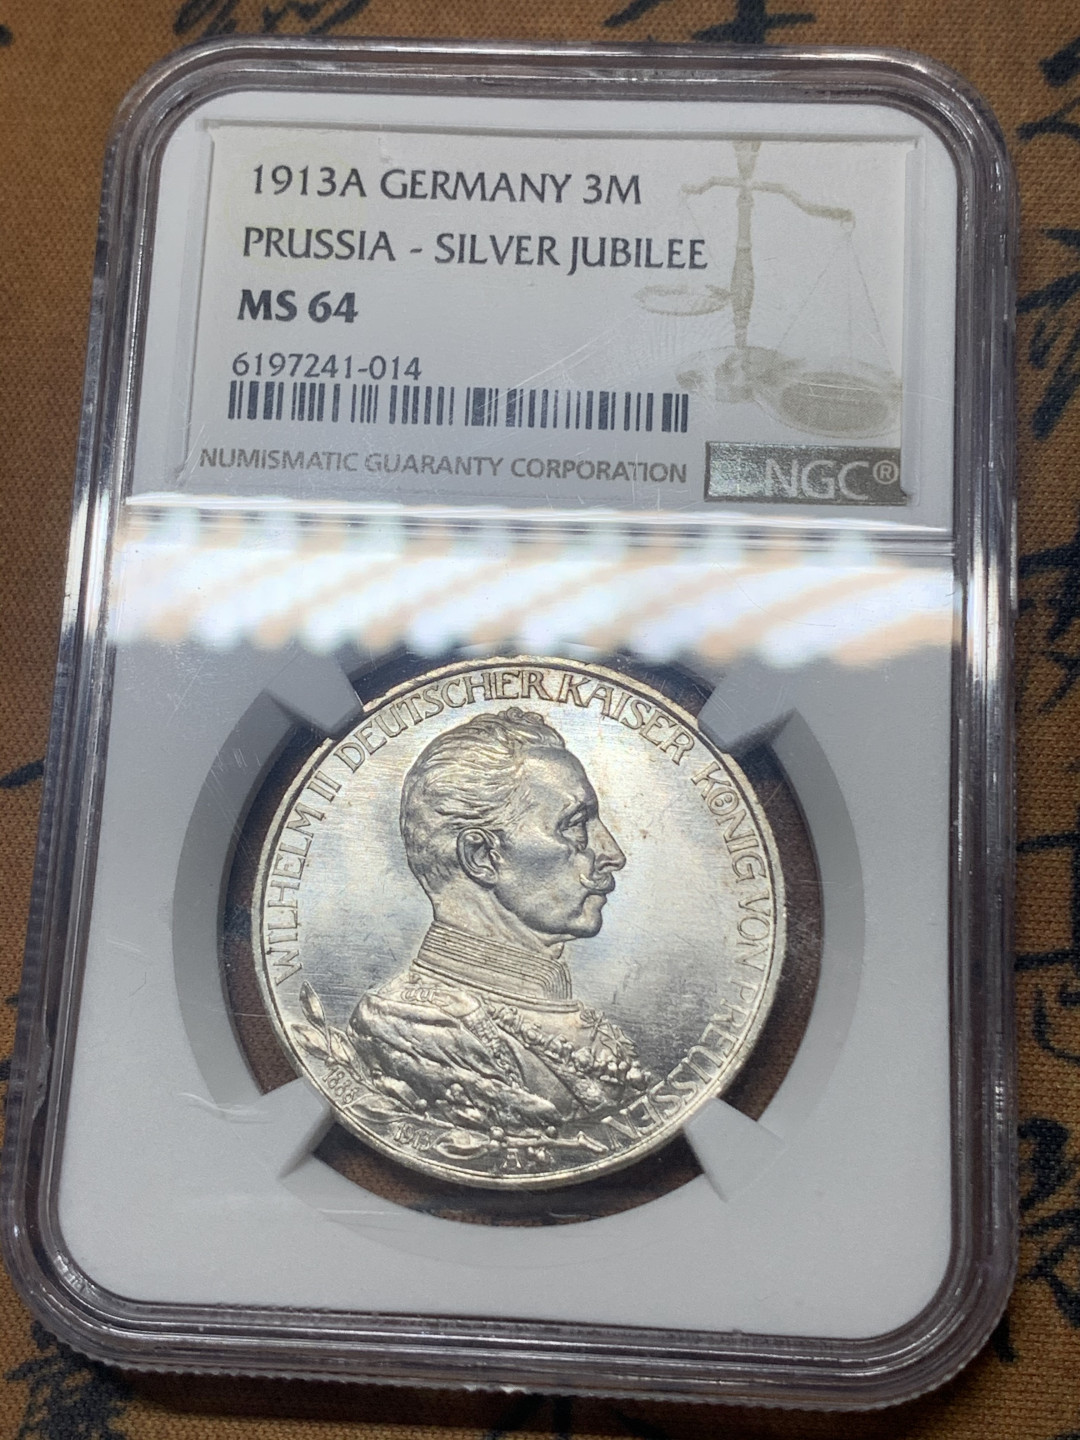 1913A GERMANY 3M
PRUSSIA - SILVER JUBILEE
MS 64
6197241-014
NUMISMATIC GUARANTY CORPORATION
NGC®
WILHELM II DEUTSCHER KAISER KÖNIG VON PREUSSEN
1888
1913
A